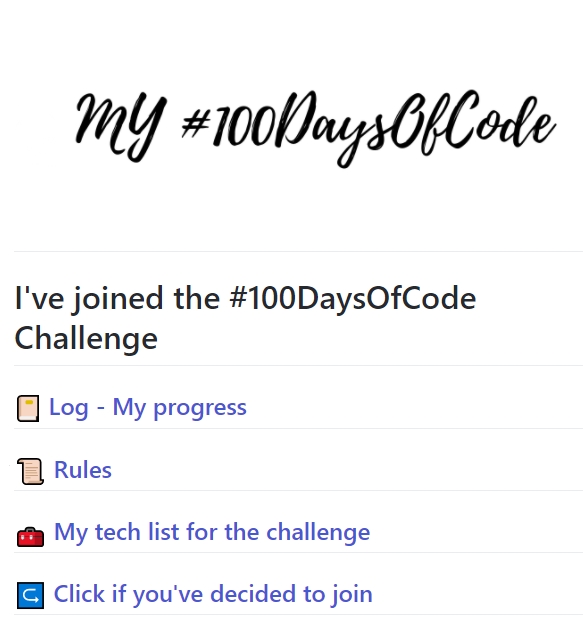 MY #100DaysOfCode
I've joined the #100DaysOfCode
Challenge
Log - My progress
Rules
My tech list for the challenge
Click if you've decided to join